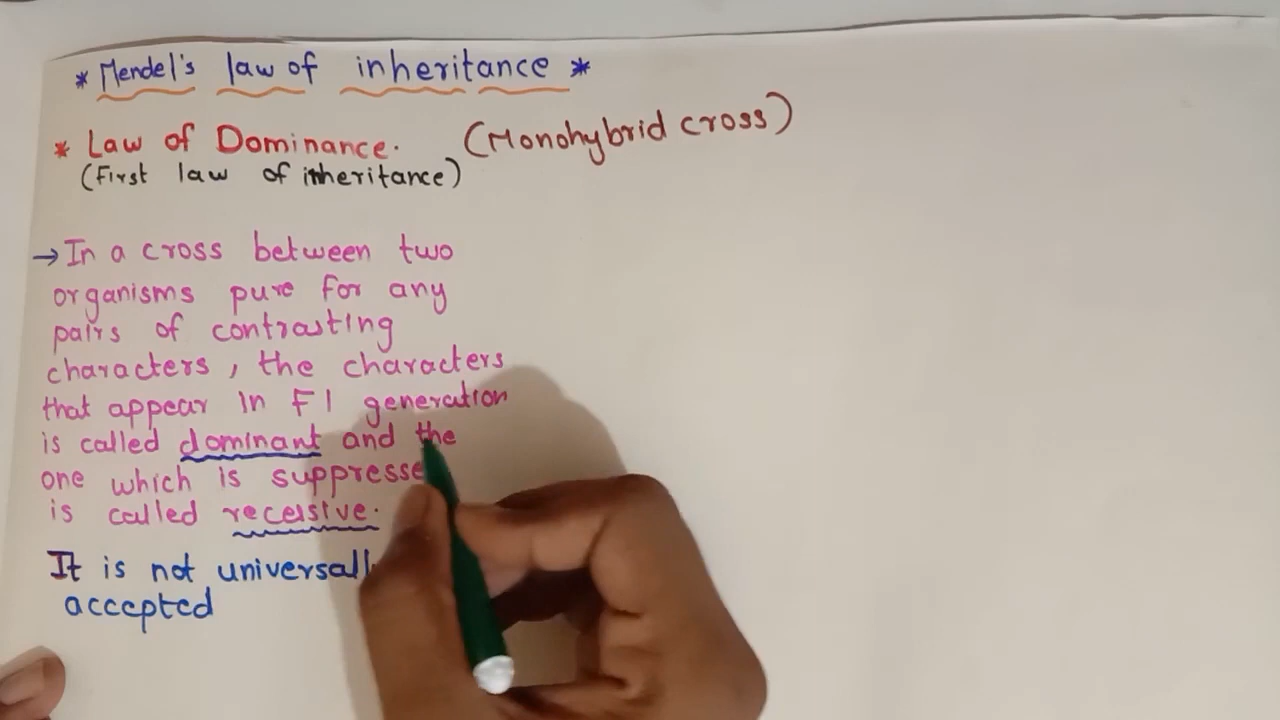 * Mendel's law of inheritance *
* Law of Dominance. (Monohybrid cross)
(First law of inheritance)
→ In a cross between two
organisms pure for any
pairs of contrasting
characters, the characters
that appear in F1 generation
is called dominant and the
one which is suppresse
is called recessive.
It is not universall
accepted